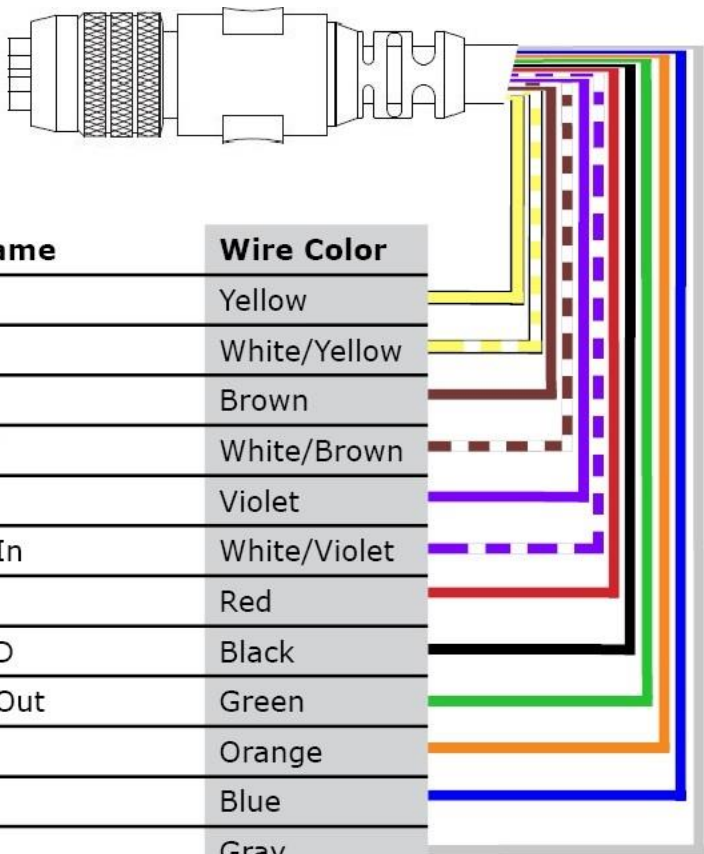 ame Wire Color
Yellow
White/Yellow
Brown
White/Brown
Violet
In White/Violet
Red
D Black
Out Green
Orange
Blue
Gray